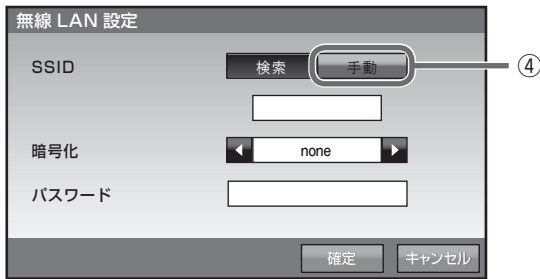 無線 LAN 設定
SSID 検索 手動 ④
暗号化 none
パスワード
確定 キャンセル